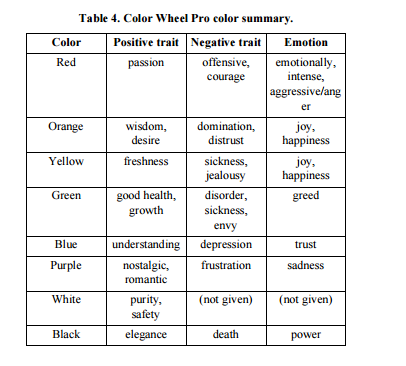 Table 4. Color Wheel Pro color summary.
Color Positive trait Negative trait Emotion
Red passion offensive, emotionally,
courage intense,
aggressive/ang
er
Orange wisdom, domination, joy,
desire distrust happiness
Yellow freshness sickness, joy,
jealousy happiness
Green good health, disorder, greed
growth sickness,
envy
Blue understanding depression trust
Purple nostalgic, frustration sadness
romantic
White purity, (not given) (not given)
safety
Black elegance death power